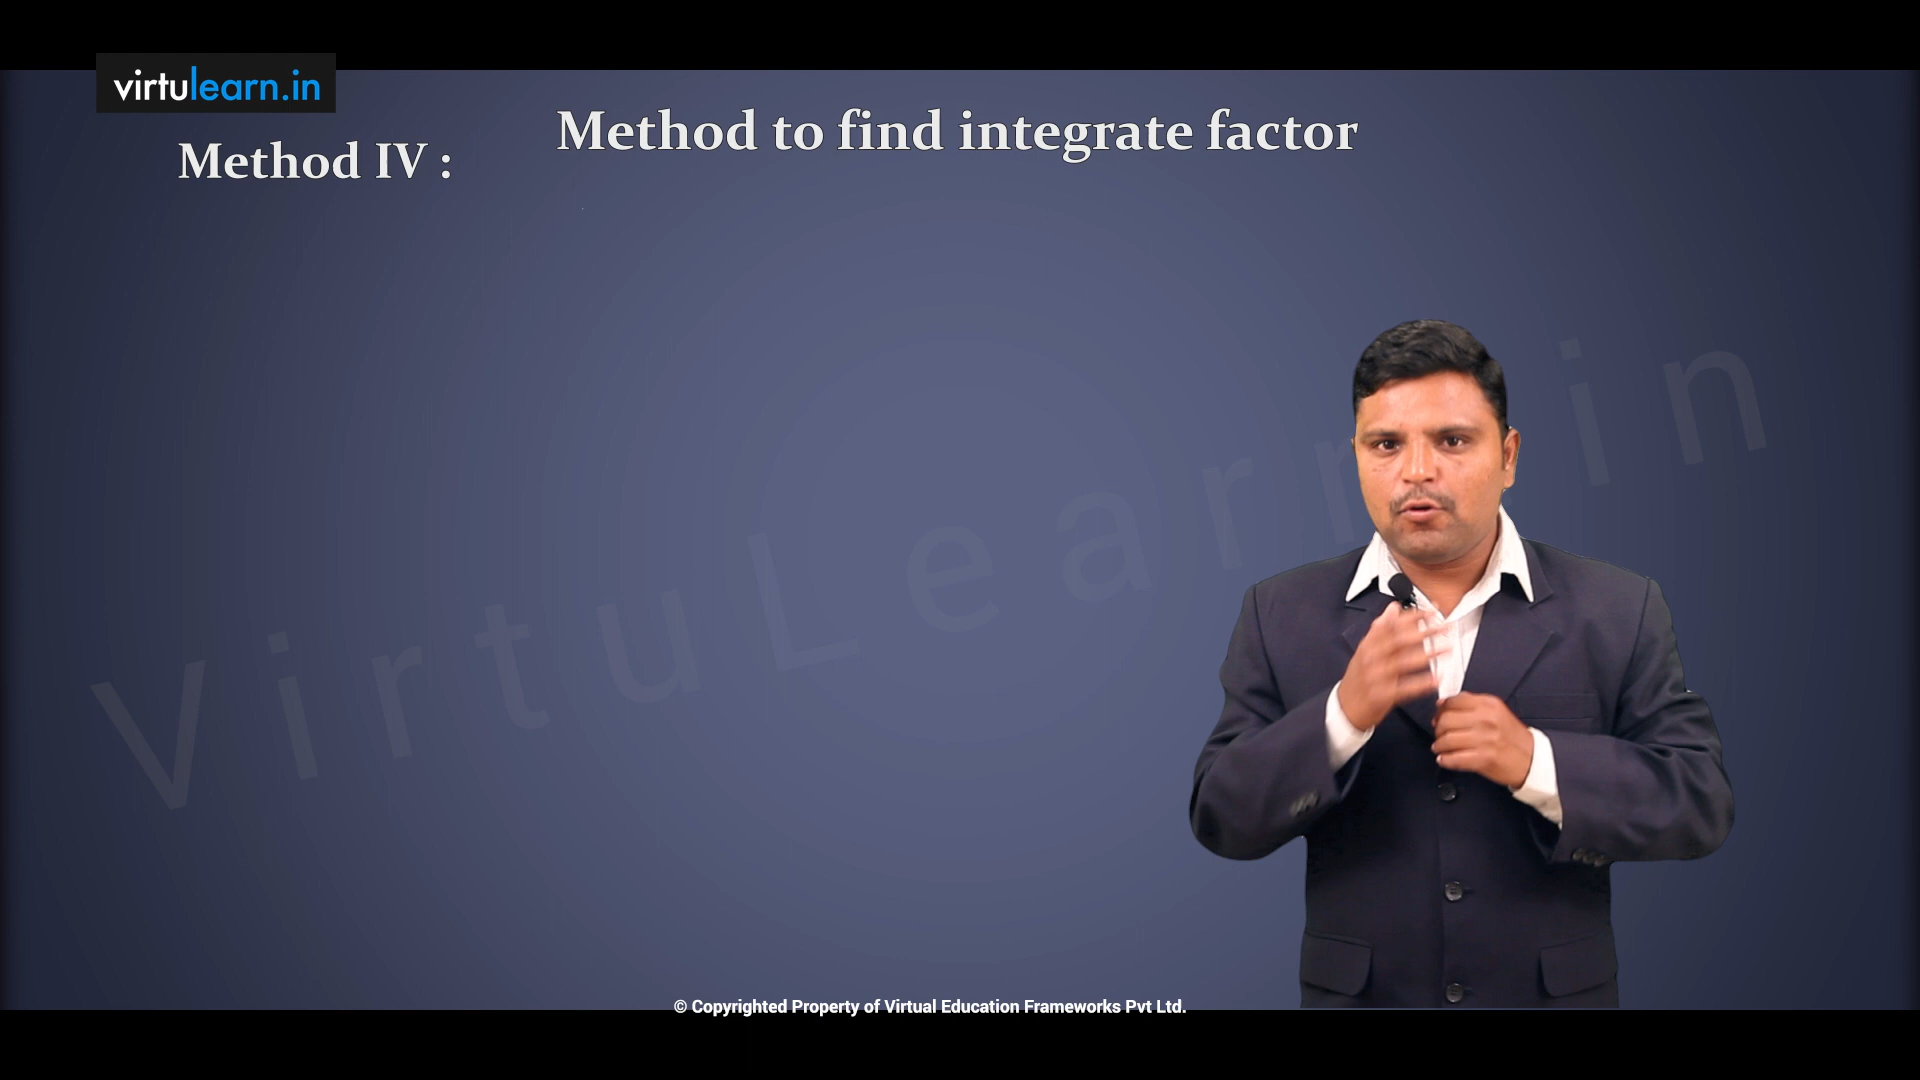 virtulearn.in
Method to find integrate factor
Method IV :
VirtuLearn.in
© Copyrighted Property of Virtual Education Frameworks Pvt Ltd.